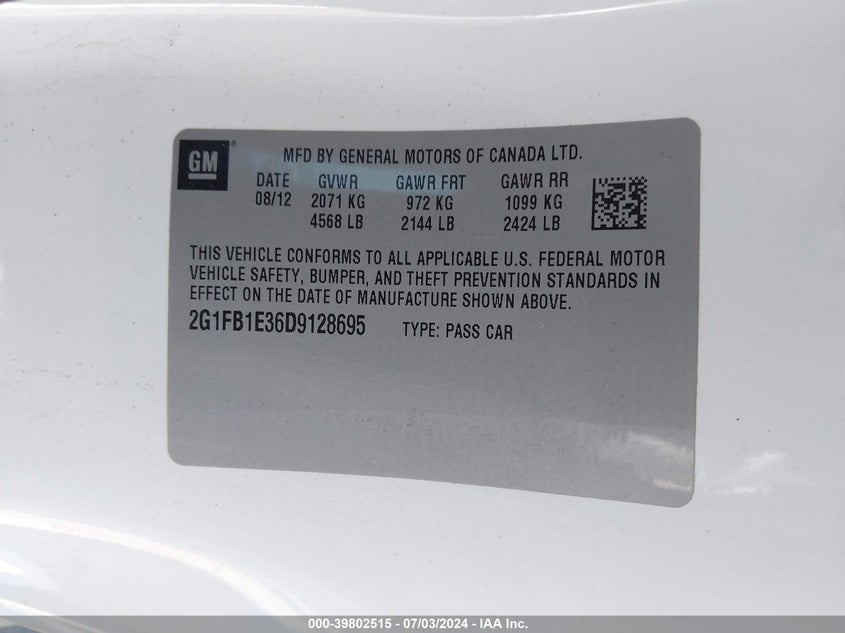 GM ®
MFD BY GENERAL MOTORS OF CANADA LTD.
DATE GVWR GAWR FRT GAWR RR
08/12 2071 KG 972 KG 1099 KG
4568 LB 2144 LB 2424 LB
THIS VEHICLE CONFORMS TO ALL APPLICABLE U.S. FEDERAL MOTOR
VEHICLE SAFETY, BUMPER, AND THEFT PREVENTION STANDARDS IN
EFFECT ON THE DATE OF MANUFACTURE SHOWN ABOVE.
2G1FB1E36D9128695 TYPE: PASS CAR
000-39802515 - 07/03/2024 - IAA Inc.